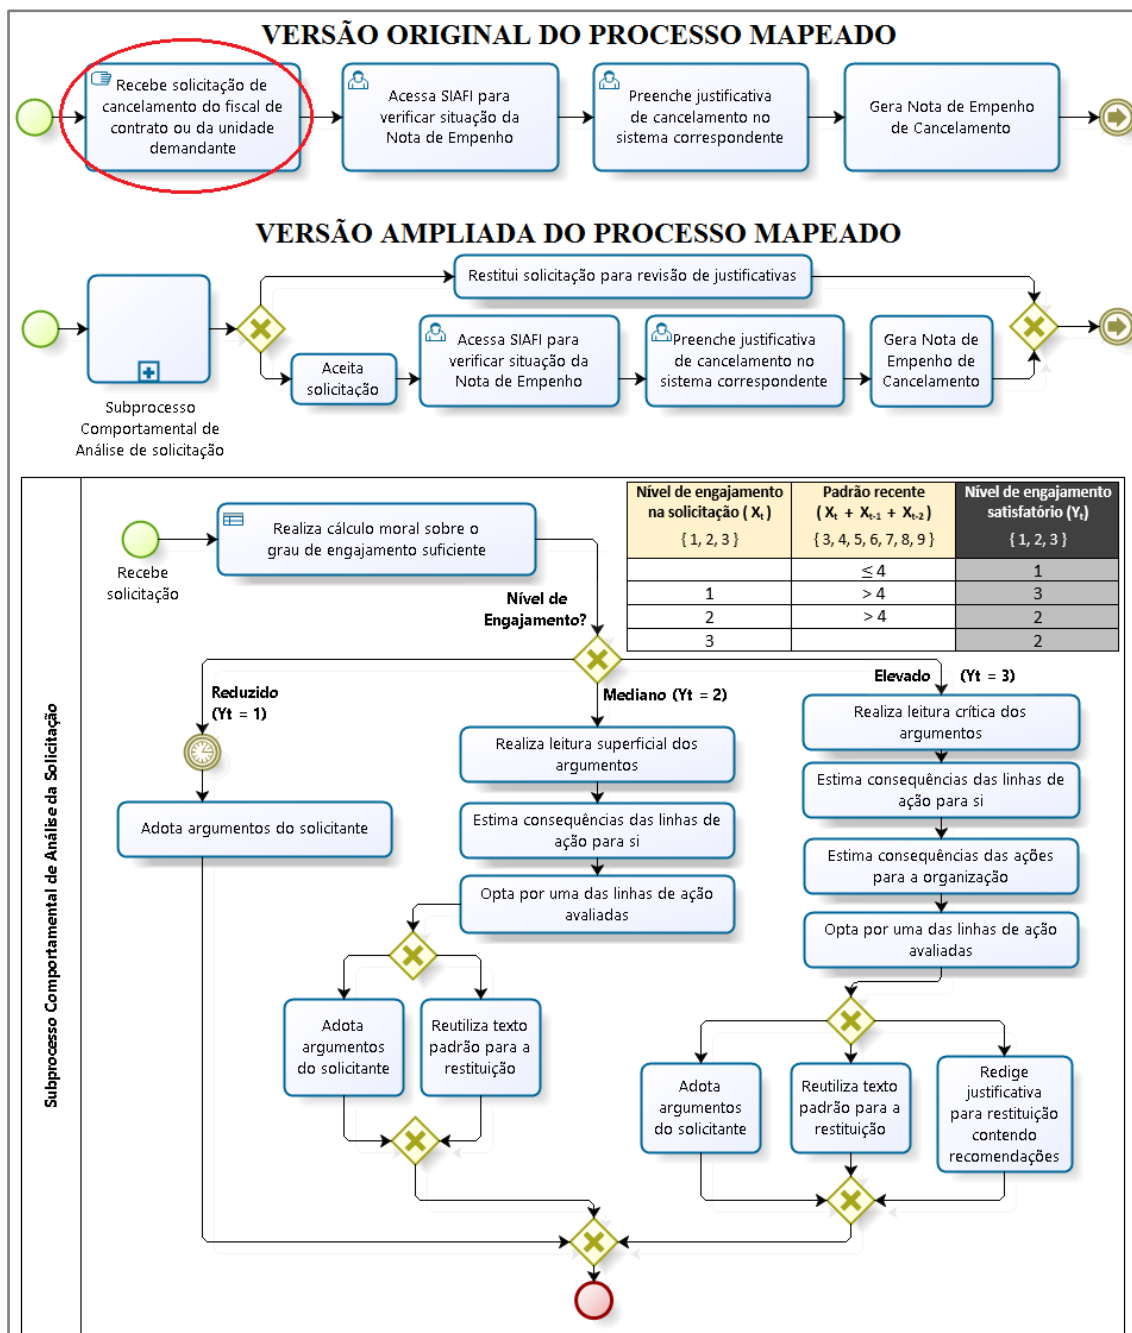 VERSÃO ORIGINAL DO PROCESSO MAPEADO
Recebe solicitação de
cancelamento do fiscal de
contrato ou da unidade
demandante
Acessa SIAFI para
verificar situação da
Nota de Empenho
Preenche justificativa
de cancelamento no
sistema correspondente
Gera Nota de Empenho
de Cancelamento
VERSÃO AMPLIADA DO PROCESSO MAPEADO
Restitui solicitação para revisão de justificativas
Aceita
solicitação
Acessa SIAFI para
verificar situação da
Nota de Empenho
Preenche justificativa
de cancelamento no
sistema correspondente
Gera Nota de
Empenho de
Cancelamento
Subprocesso
Comportamental de
Análise de solicitação
Subprocesso Comportamental de Análise da Solicitação
Recebe
solicitação
Realiza cálculo moral sobre o
grau de engajamento suficiente
Nível de engajamento na solicitação ( Xt ) { 1, 2, 3 }
Padrão recente ( Xt + Xt-1 + Xt-2 ) { 3, 4, 5, 6, 7, 8, 9 }
Nível de engajamento satisfatório (Yt) { 1, 2, 3 }
≤ 4 1
1 > 4 3
2 > 4 2
3 2
Nível de
Engajamento?
Reduzido
(Yt = 1)
Mediano (Yt = 2)
Elevado (Yt = 3)
Adota argumentos do solicitante
Realiza leitura superficial dos
argumentos
Estima consequências das linhas de
ação para si
Opta por uma das linhas de ação
avaliadas
Adota
argumentos
do solicitante
Reutiliza texto
padrão para a
restituição
Realiza leitura crítica dos
argumentos
Estima consequências das linhas de
ação para si
Estima consequências das ações
para a organização
Opta por uma das linhas de ação
avaliadas
Adota
argumentos
do solicitante
Reutiliza texto
padrão para a
restituição
Redige
justificativa
para restituição
contendo
recomendações